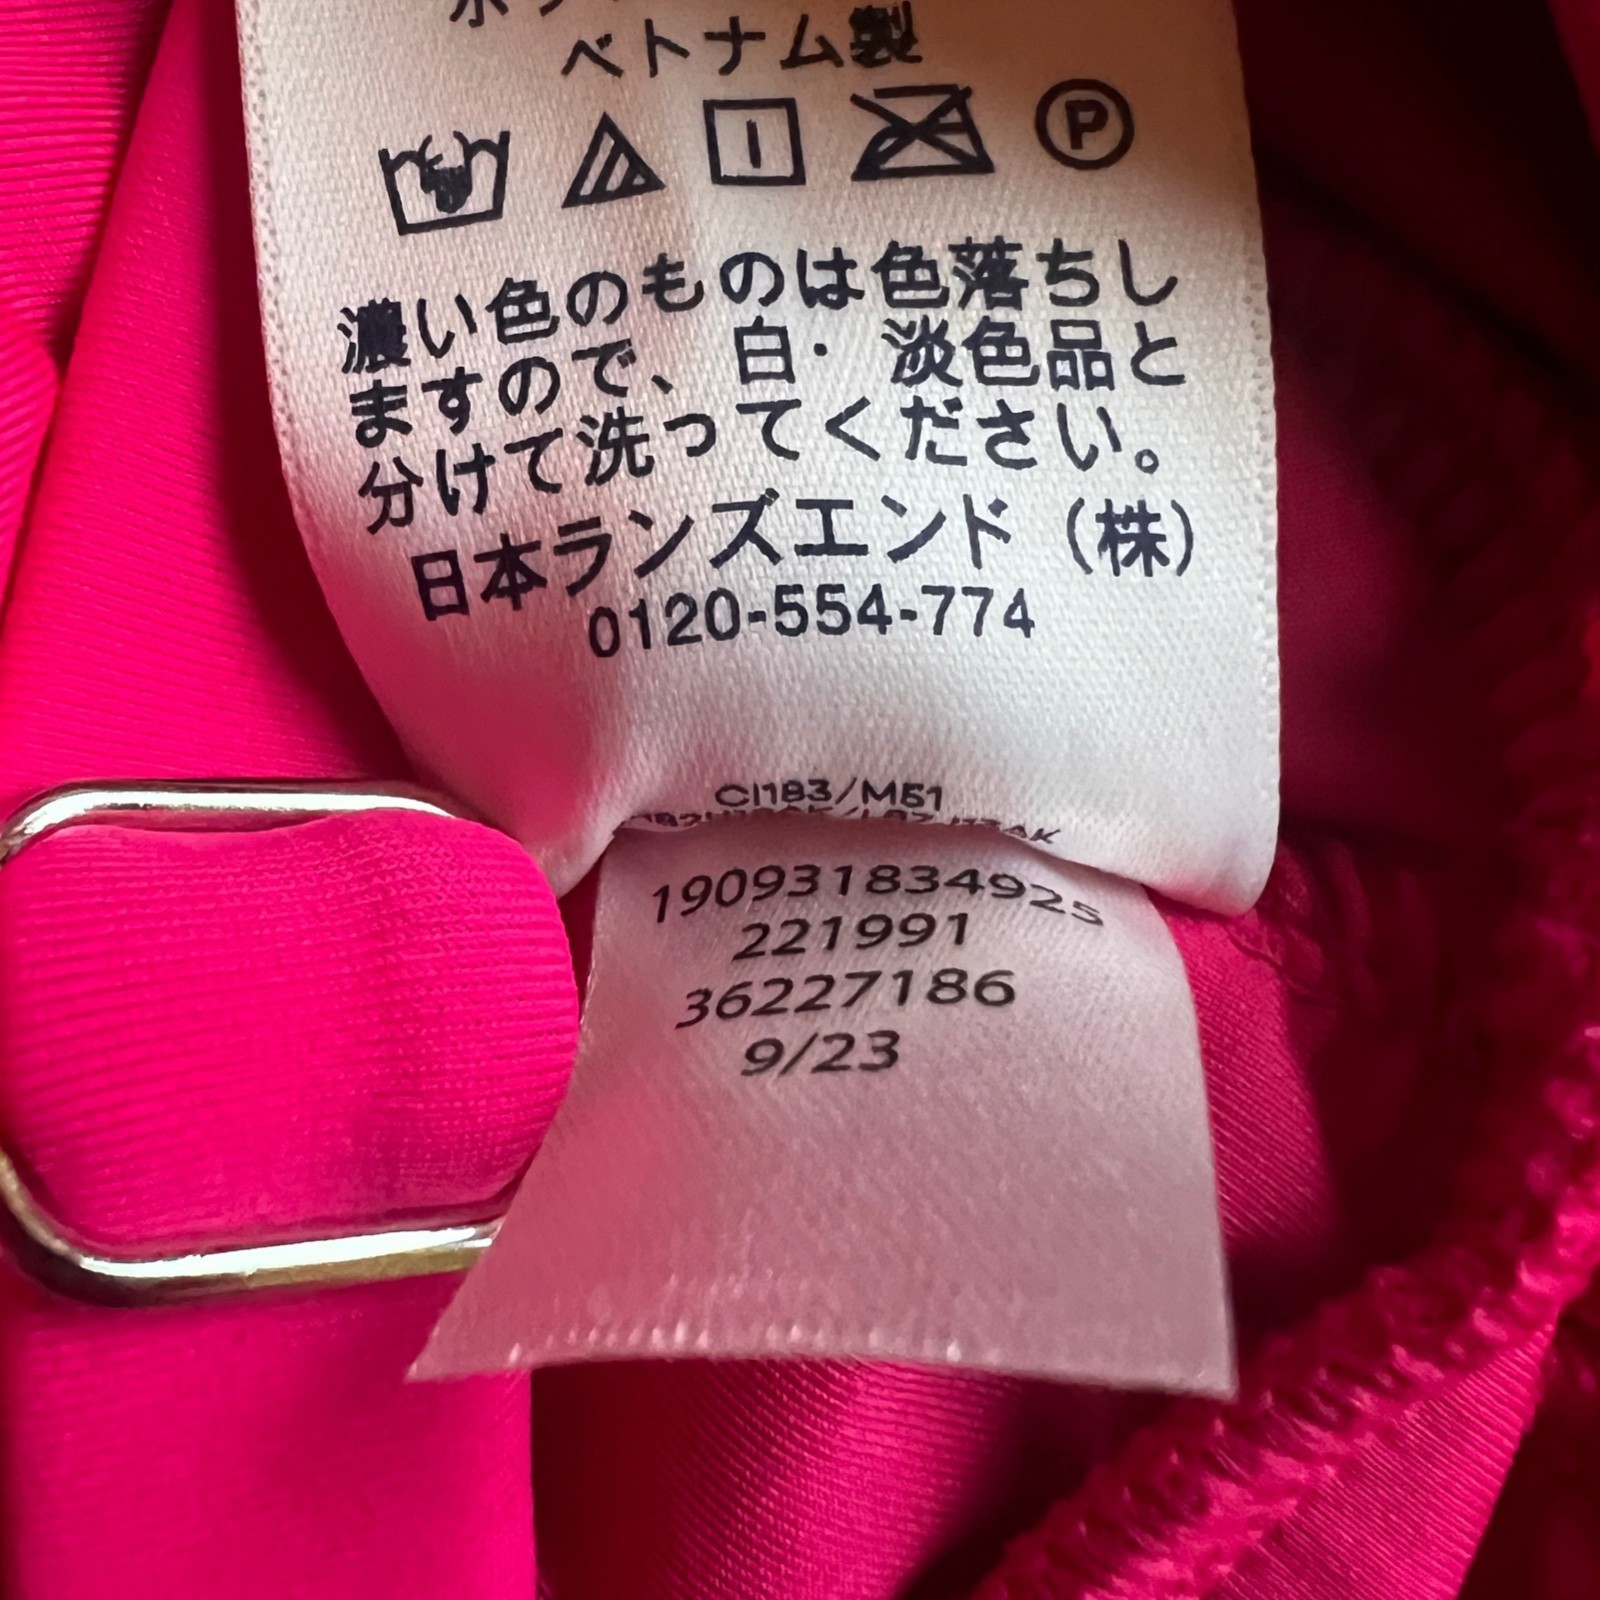 ベトナム製
P
濃い色のものは色落ちし
ますので、白・淡色品と
分けて洗ってください。
日本ランズエンド（株）
0120-554-774
CI183/M51
190931834925
221991
36227186
9/23